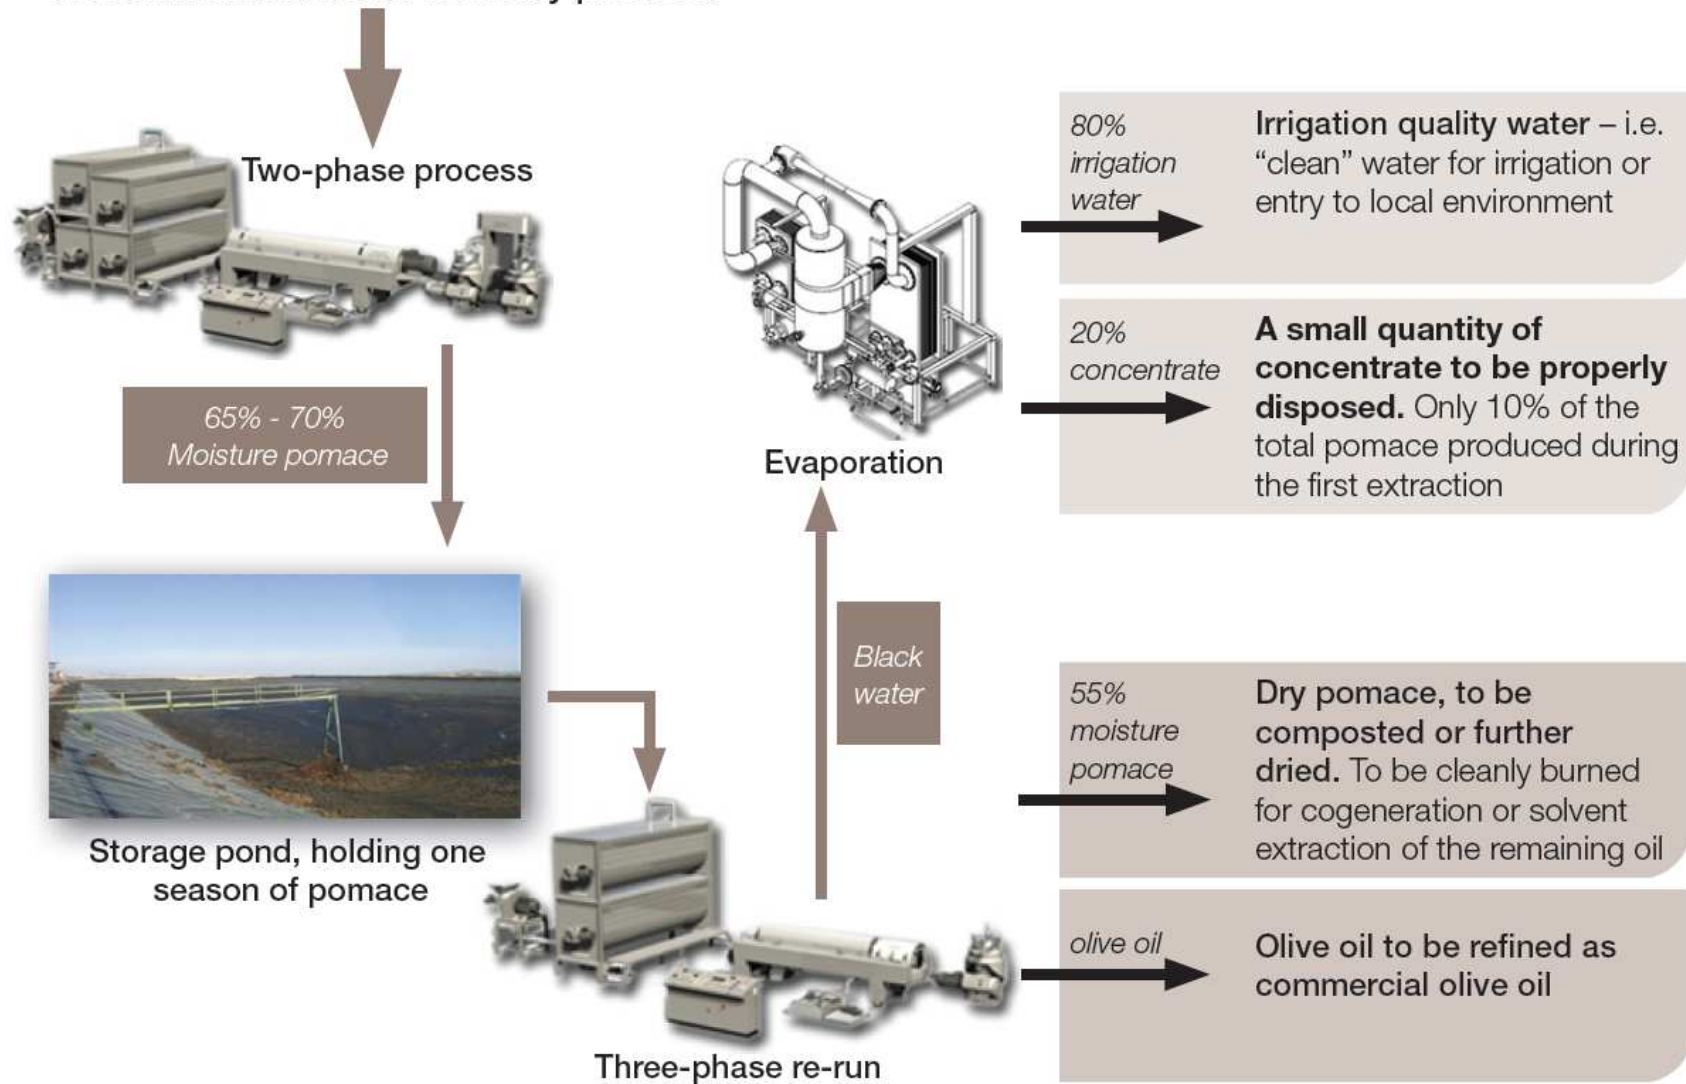 Two-phase process
65% - 70%
Moisture pomace
Storage pond, holding one
season of pomace
Three-phase re-run
Black
water
Evaporation
80%
irrigation
water
Irrigation quality water – i.e.
“clean” water for irrigation or
entry to local environment
20%
concentrate
A small quantity of
concentrate to be properly
disposed. Only 10% of the
total pomace produced during
the first extraction
55%
moisture
pomace
Dry pomace, to be
composted or further
dried. To be cleanly burned
for cogeneration or solvent
extraction of the remaining oil
olive oil
Olive oil to be refined as
commercial olive oil